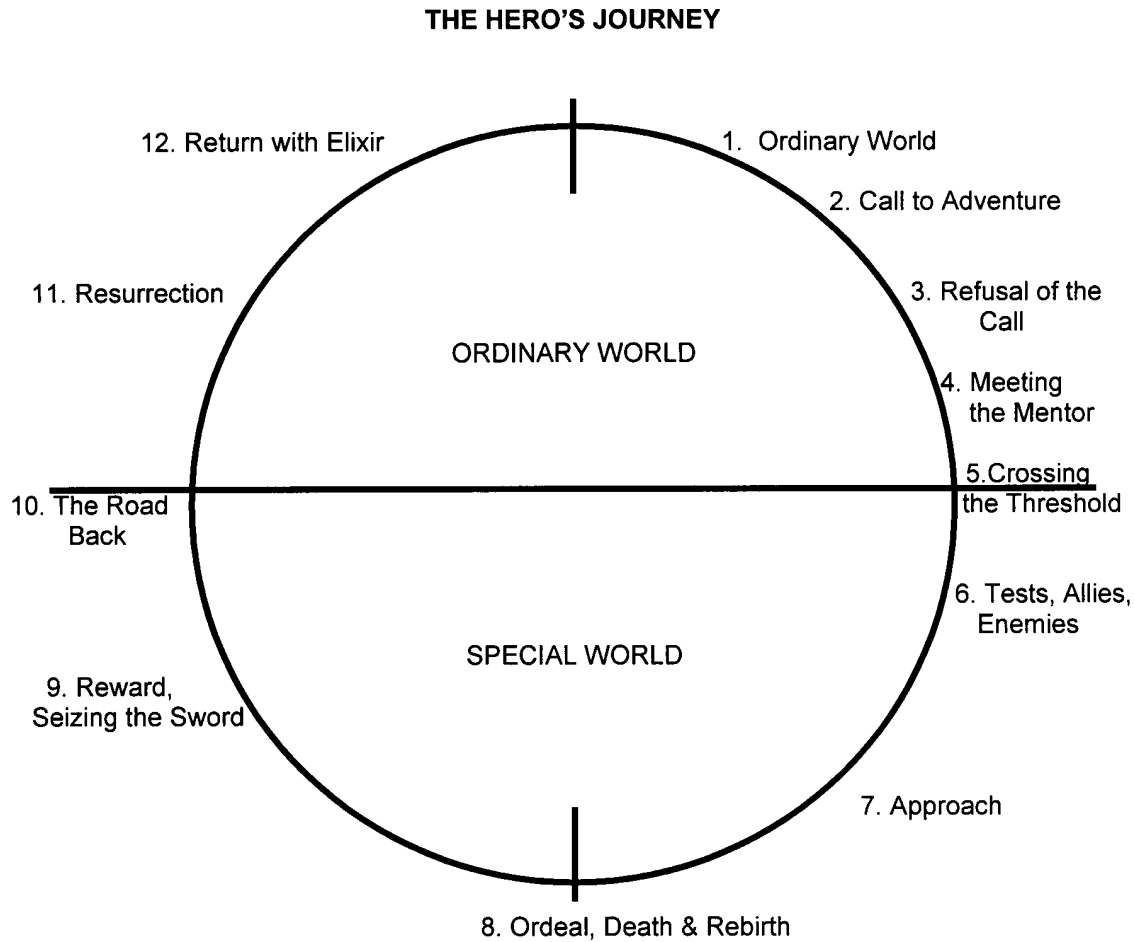 THE HERO'S JOURNEY
12. Return with Elixir
1. Ordinary World
2. Call to Adventure
11. Resurrection
3. Refusal of the
Call
ORDINARY WORLD
4. Meeting
the Mentor
5.Crossing
the Threshold
10. The Road
Back
6. Tests, Allies,
Enemies
SPECIAL WORLD
9. Reward,
Seizing the Sword
7. Approach
8. Ordeal, Death & Rebirth